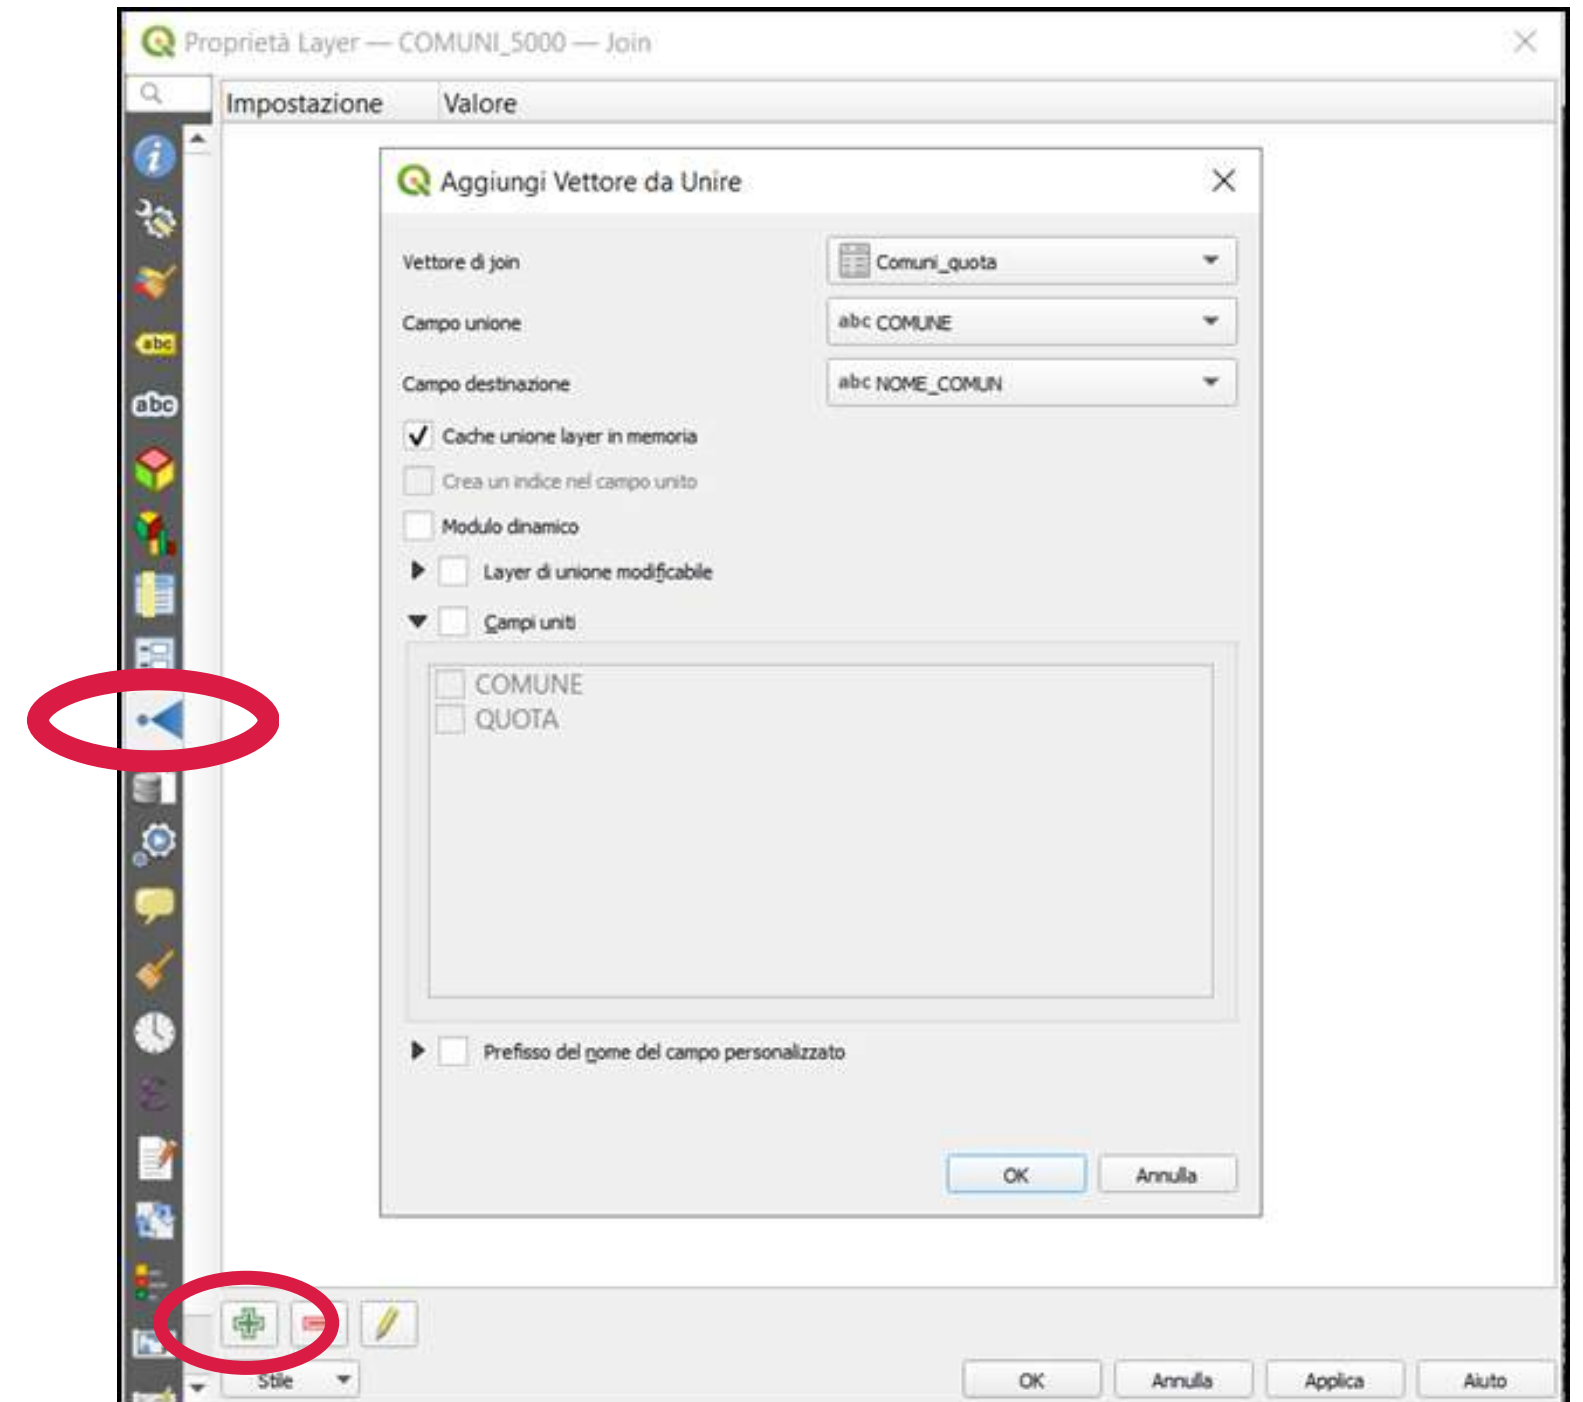 Proprietà Layer — COMUNI_5000 — Join
Impostazione Valore
Aggiungi Vettore da Unire
Vettore di join Comuni_quota
Campo unione abc COMUNE
Campo destinazione abc NOME_COMUN
Cache unione layer in memoria
Crea un indice nel campo unito
Modulo dinamico
Layer di unione modificabile
Campi uniti
COMUNE
QUOTA
Prefisso del nome del campo personalizzato
OK Annulla
abc
abc
Stile OK Annulla Applica Aiuto